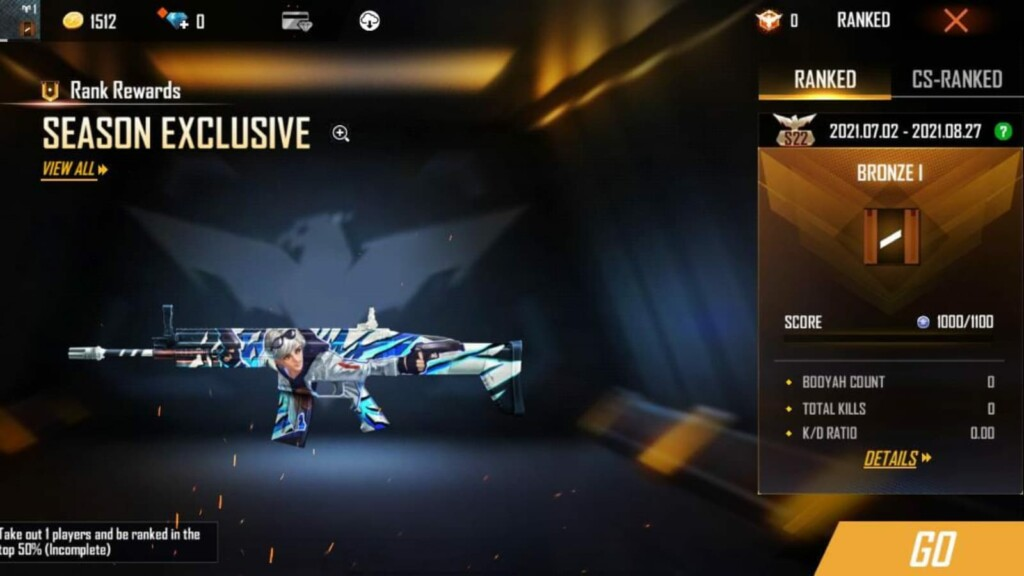 1512
0
0
RANKED
Rank Rewards
SEASON EXCLUSIVE
VIEW ALL
RANKED
CS-RANKED
S22
2021.07.02 - 2021.08.27
?
BRONZE I
SCORE
1000/1100
BOOYAH COUNT
0
TOTAL KILLS
0
K/D RATIO
0.00
DETAILS
Take out 1 players and be ranked in the
top 50% (Incomplete)
GO